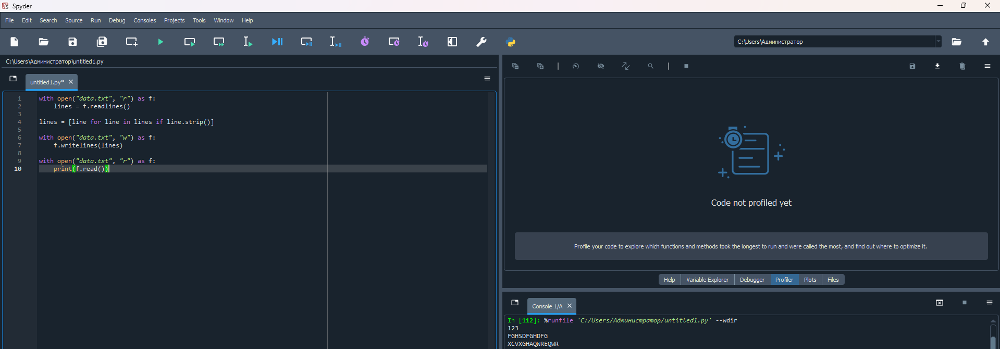 Spyder
File Edit Search Source Run Debug Consoles Projects Tools Window Help
C:\Users\Администратор
C:\Users\Администратор\untitled1.py
untitled1.py*
1 with open("data.txt", "r") as f:
2     lines = f.readlines()
3
4 lines = [line for line in lines if line.strip()]
5
6 with open("data.txt", "w") as f:
7     f.writelines(lines)
8
9 with open("data.txt", "r") as f:
10     print(f.read())
Code not profiled yet
Profile your code to explore which functions and methods took the longest to run and were called the most, and find out where to optimize it.
Help Variable Explorer Debugger Profiler Plots Files
Console 1/A
In [112]: %runfile 'C:/Users/Администратор/untitled1.py' --wdir
123
FGHSDFGHDFG
XCVXGHAQWREQWR